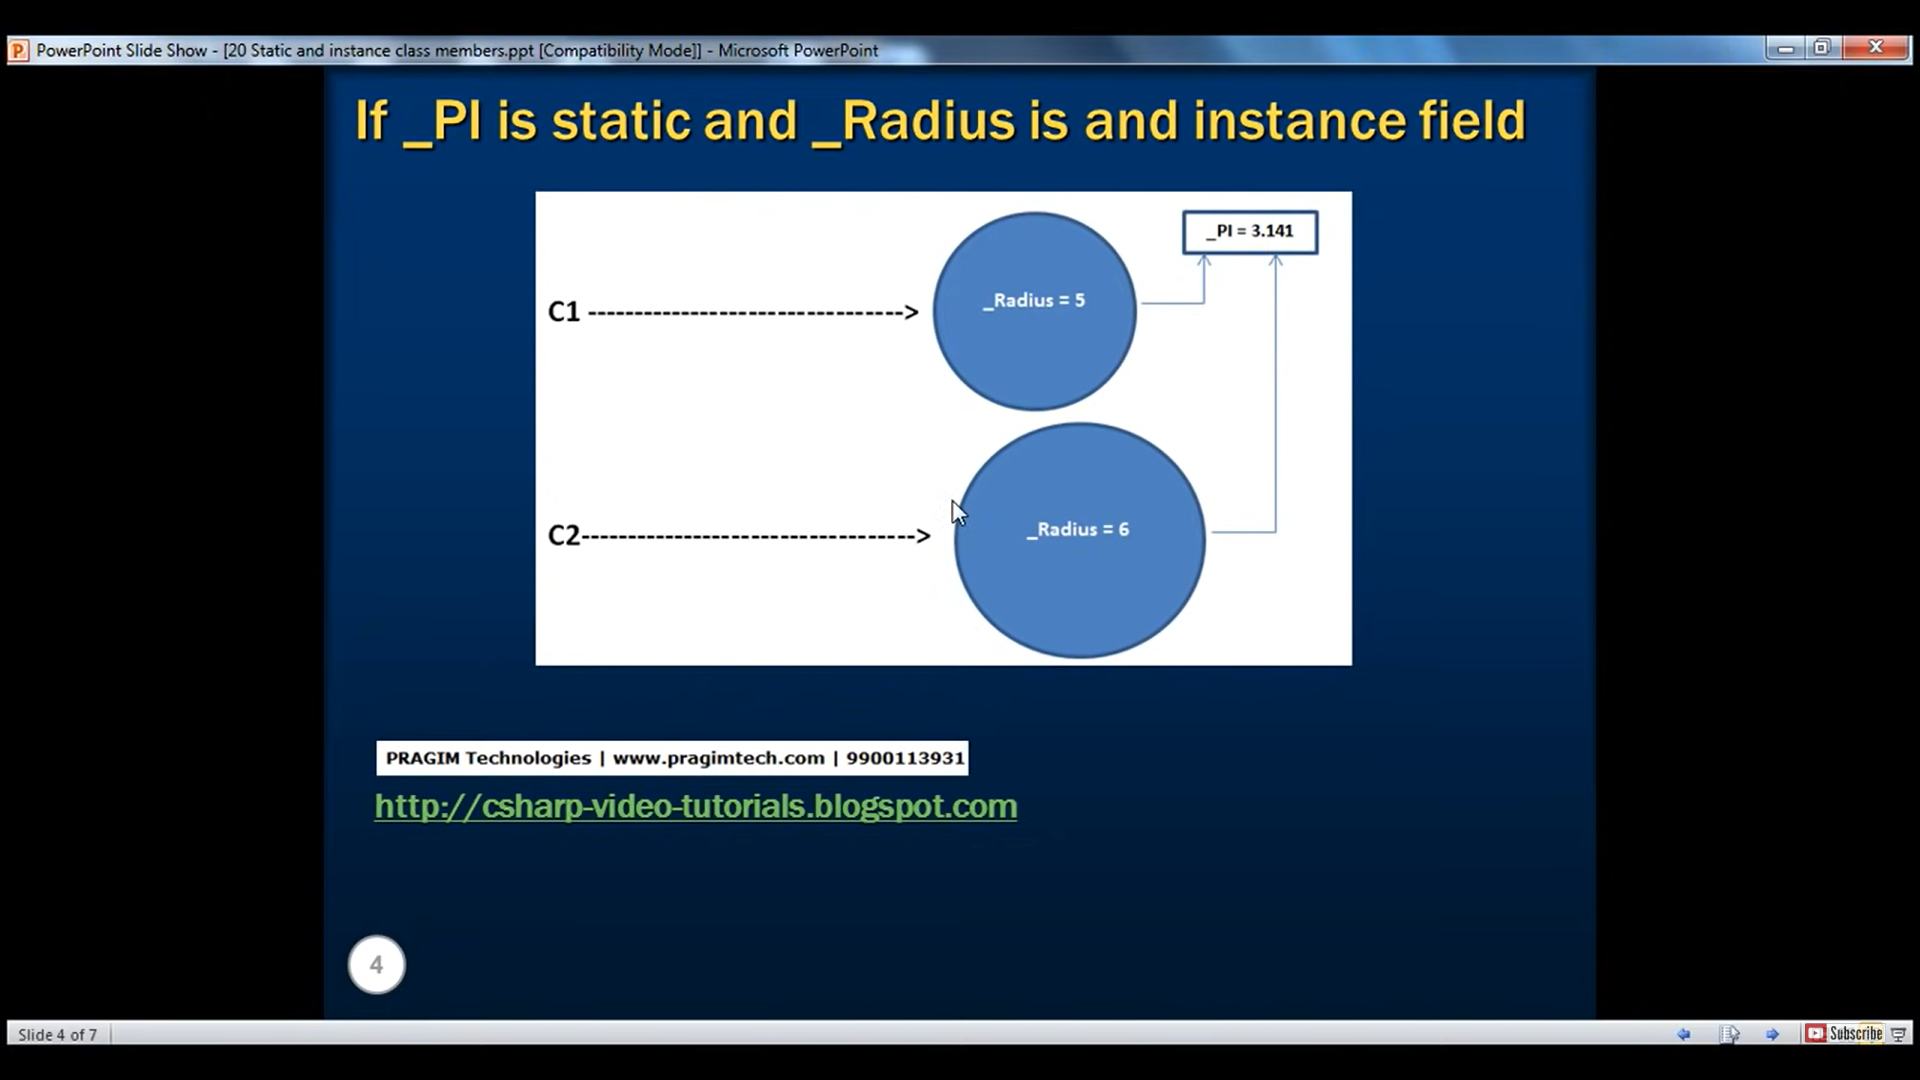 PowerPoint Slide Show - [20 Static and instance class members.ppt [Compatibility Mode]] - Microsoft PowerPoint
If _PI is static and _Radius is and instance field
_PI = 3.141
_Radius = 5
C1 ---------------------------------->
_Radius = 6
C2------------------------------------>
PRAGIM Technologies | www.pragimtech.com | 9900113931
http://csharp-video-tutorials.blogspot.com
4
Slide 4 of 7
Subscribe